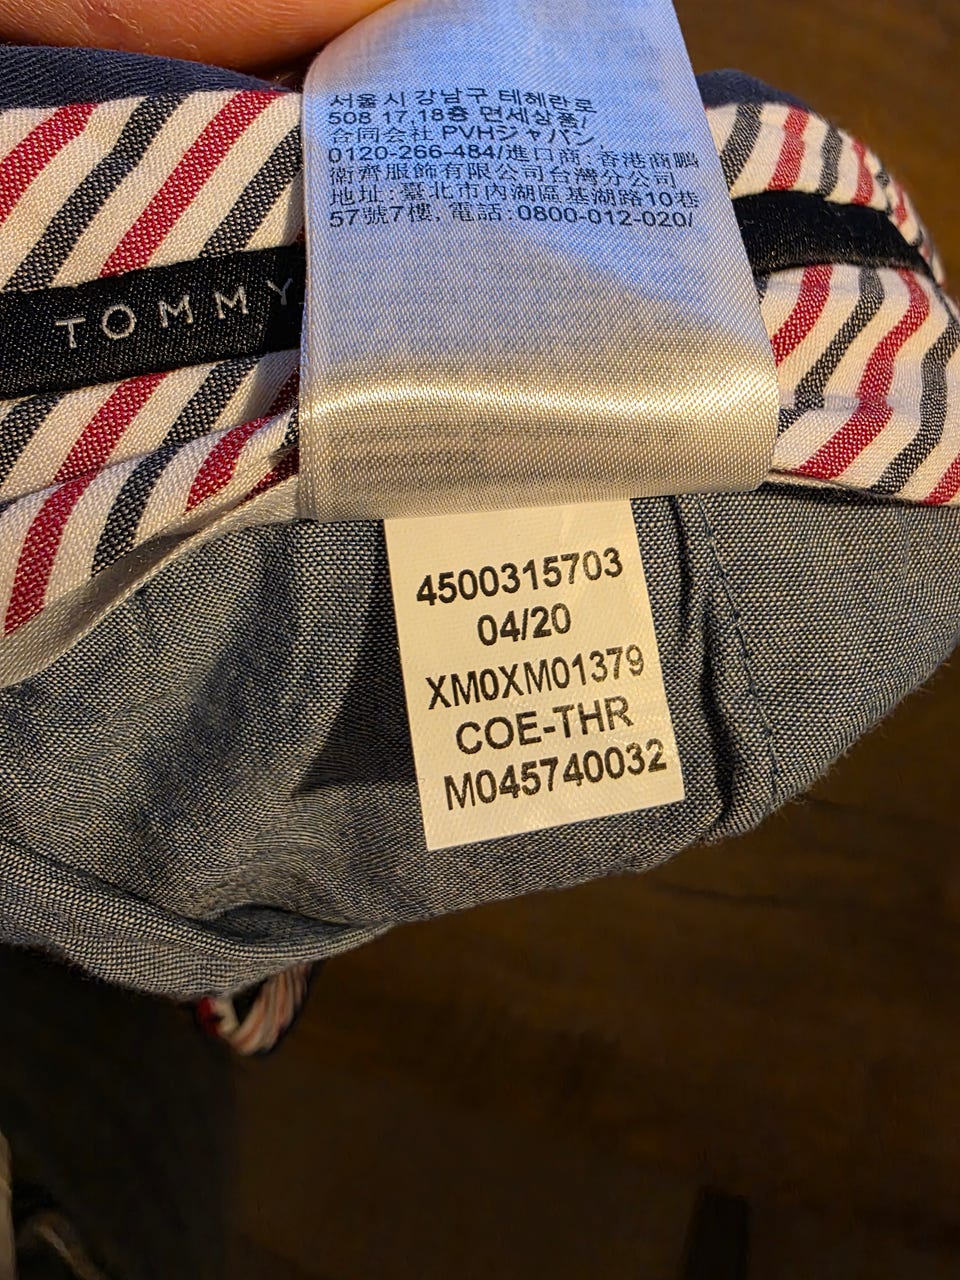 서울시 강남구 테헤란로
508 17,18층 면세상품/
合同会社 PVHジャパン
0120-266-484/進口商:香港商鵬
衛齊服飾有限公司台灣分公司
地址:臺北市內湖區基湖路10巷
57號7樓,電話:0800-012-020/
TOMMY
4500315703
04/20
XM0XM01379
COE-THR
M045740032